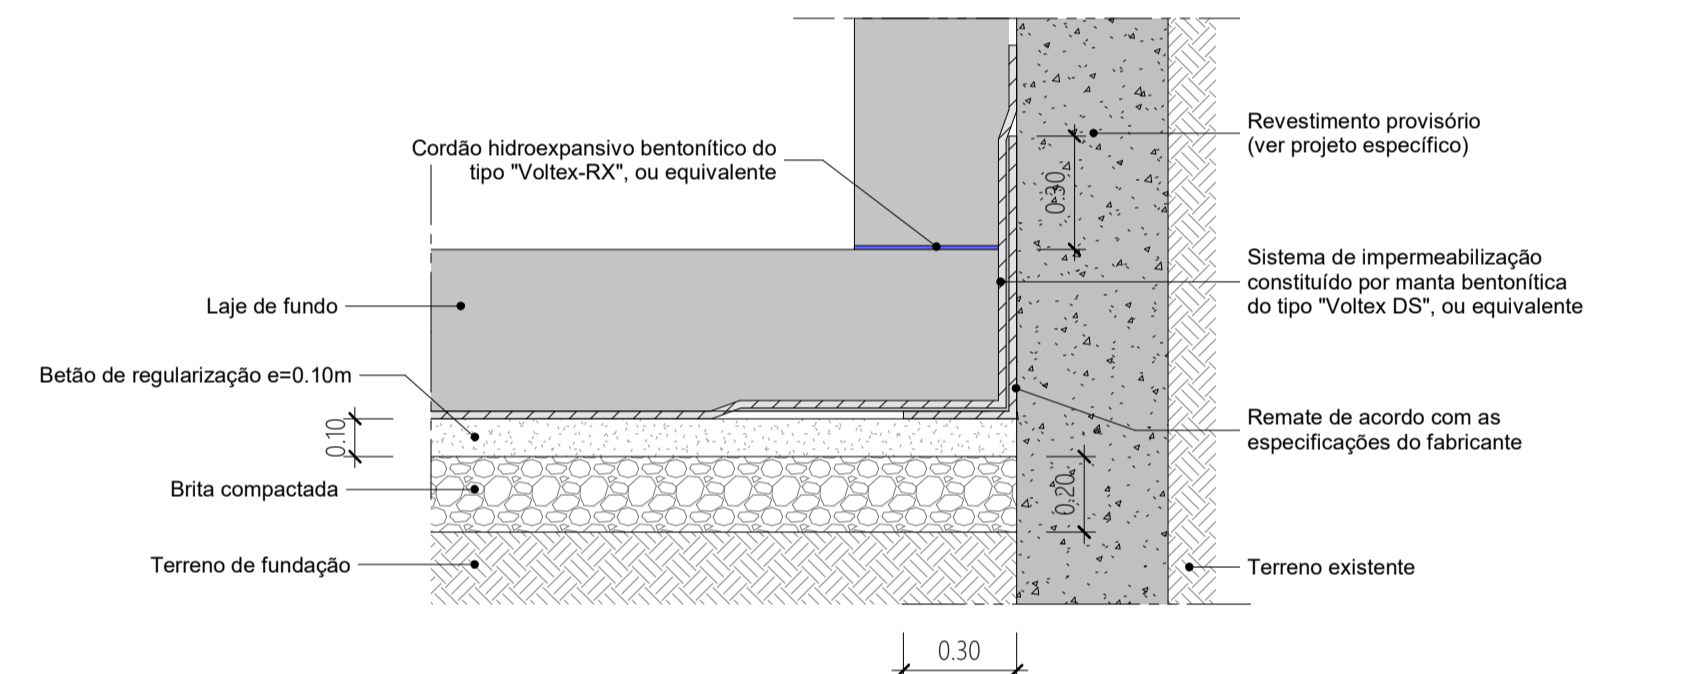 Cordão hidroexpansivo bentonítico do
tipo "Voltex-RX", ou equivalente
Laje de fundo
Betão de regularização e=0.10m
0.10
Brita compactada
Terreno de fundação
Revestimento provisório
(ver projeto específico)
0.30
Sistema de impermeabilização
constituído por manta bentonítica
do tipo "Voltex DS", ou equivalente
Remate de acordo com as
especificações do fabricante
0.20
Terreno existente
0.30